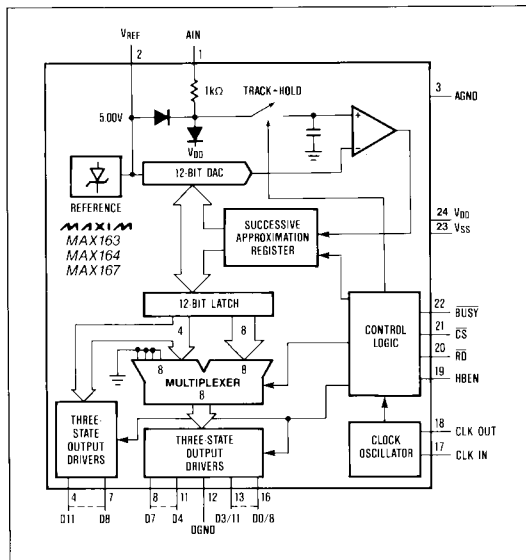 VREF
AIN
2
1
1kΩ
TRACK-HOLD
3
AGND
5.00V
+
−
VDD
12-BIT DAC
REFERENCE
MAXIM
MAX163
MAX164
MAX167
SUCCESSIVE
APPROXIMATION
REGISTER
24
VDD
23
VSS
12-BIT LATCH
4
8
22
BUSY
21
CS
20
RD
19
HBEN
CONTROL
LOGIC
8
8
MULTIPLEXER
8
THREE-
STATE
OUTPUT
DRIVERS
THREE-STATE
OUTPUT
DRIVERS
CLOCK
OSCILLATOR
18
CLK OUT
17
CLK IN
4
7
8
11
12
13
16
D11
D8
D7
D4
DGND
D3/11
D0/8